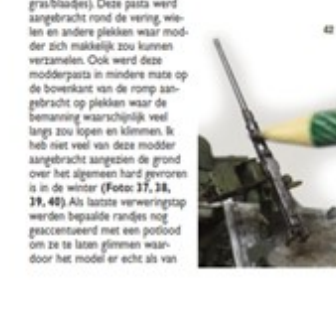 gras/blaadjes). Deze pasta werd
aangebracht rond de vering, wie-
len en andere plekken waar mod-
der zich makkelijk zou kunnen
verzamelen. Ook werd deze
modderpasta in mindere mate op
de bovenkant van de romp aan-
gebracht op plekken waar de
bemanning waarschijnlijk veel
langs zou lopen en klimmen. Ik
heb niet veel van deze modder
aangebracht aangezien de grond
over het algemeen hard gevroren
is in de winter (Foto: 37, 38,
39, 40). Als laatste verweringstap
werden bepaalde randjes nog
geaccentueerd met een potlood
om ze te laten glimmen waar-
door het model er echt als van
42